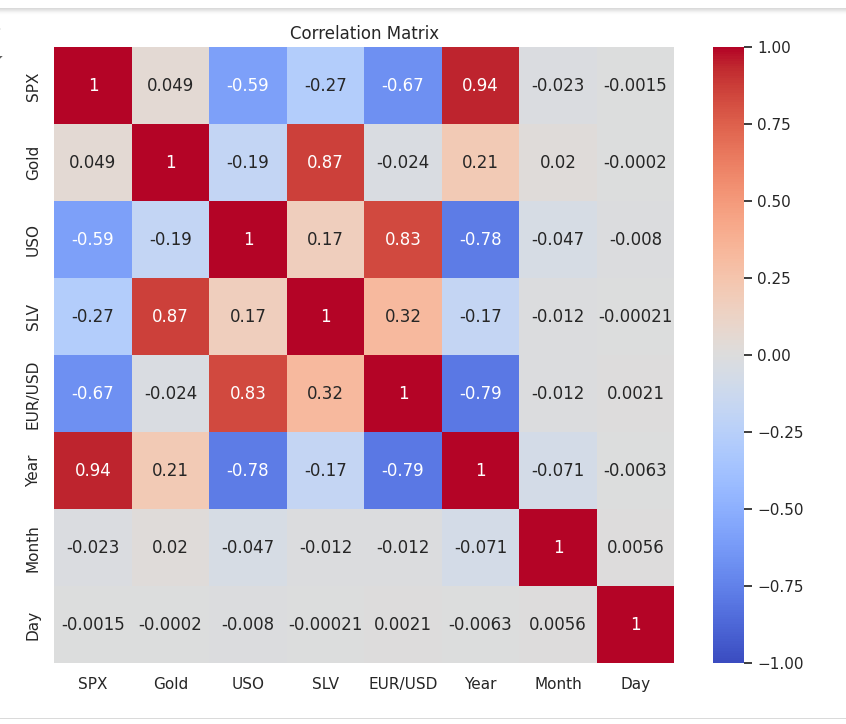 Correlation Matrix
SPX 1 0.049 -0.59 -0.27 -0.67 0.94 -0.023 -0.0015
Gold 0.049 1 -0.19 0.87 -0.024 0.21 0.02 -0.0002
USO -0.59 -0.19 1 0.17 0.83 -0.78 -0.047 -0.008
SLV -0.27 0.87 0.17 1 0.32 -0.17 -0.012 -0.00021
EUR/USD -0.67 -0.024 0.83 0.32 1 -0.79 -0.012 0.0021
Year 0.94 0.21 -0.78 -0.17 -0.79 1 -0.071 -0.0063
Month -0.023 0.02 -0.047 -0.012 -0.012 -0.071 1 0.0056
Day -0.0015 -0.0002 -0.008 -0.00021 0.0021 -0.0063 0.0056 1
SPX Gold USO SLV EUR/USD Year Month Day
1.00
0.75
0.50
0.25
0.00
−0.25
−0.50
−0.75
−1.00